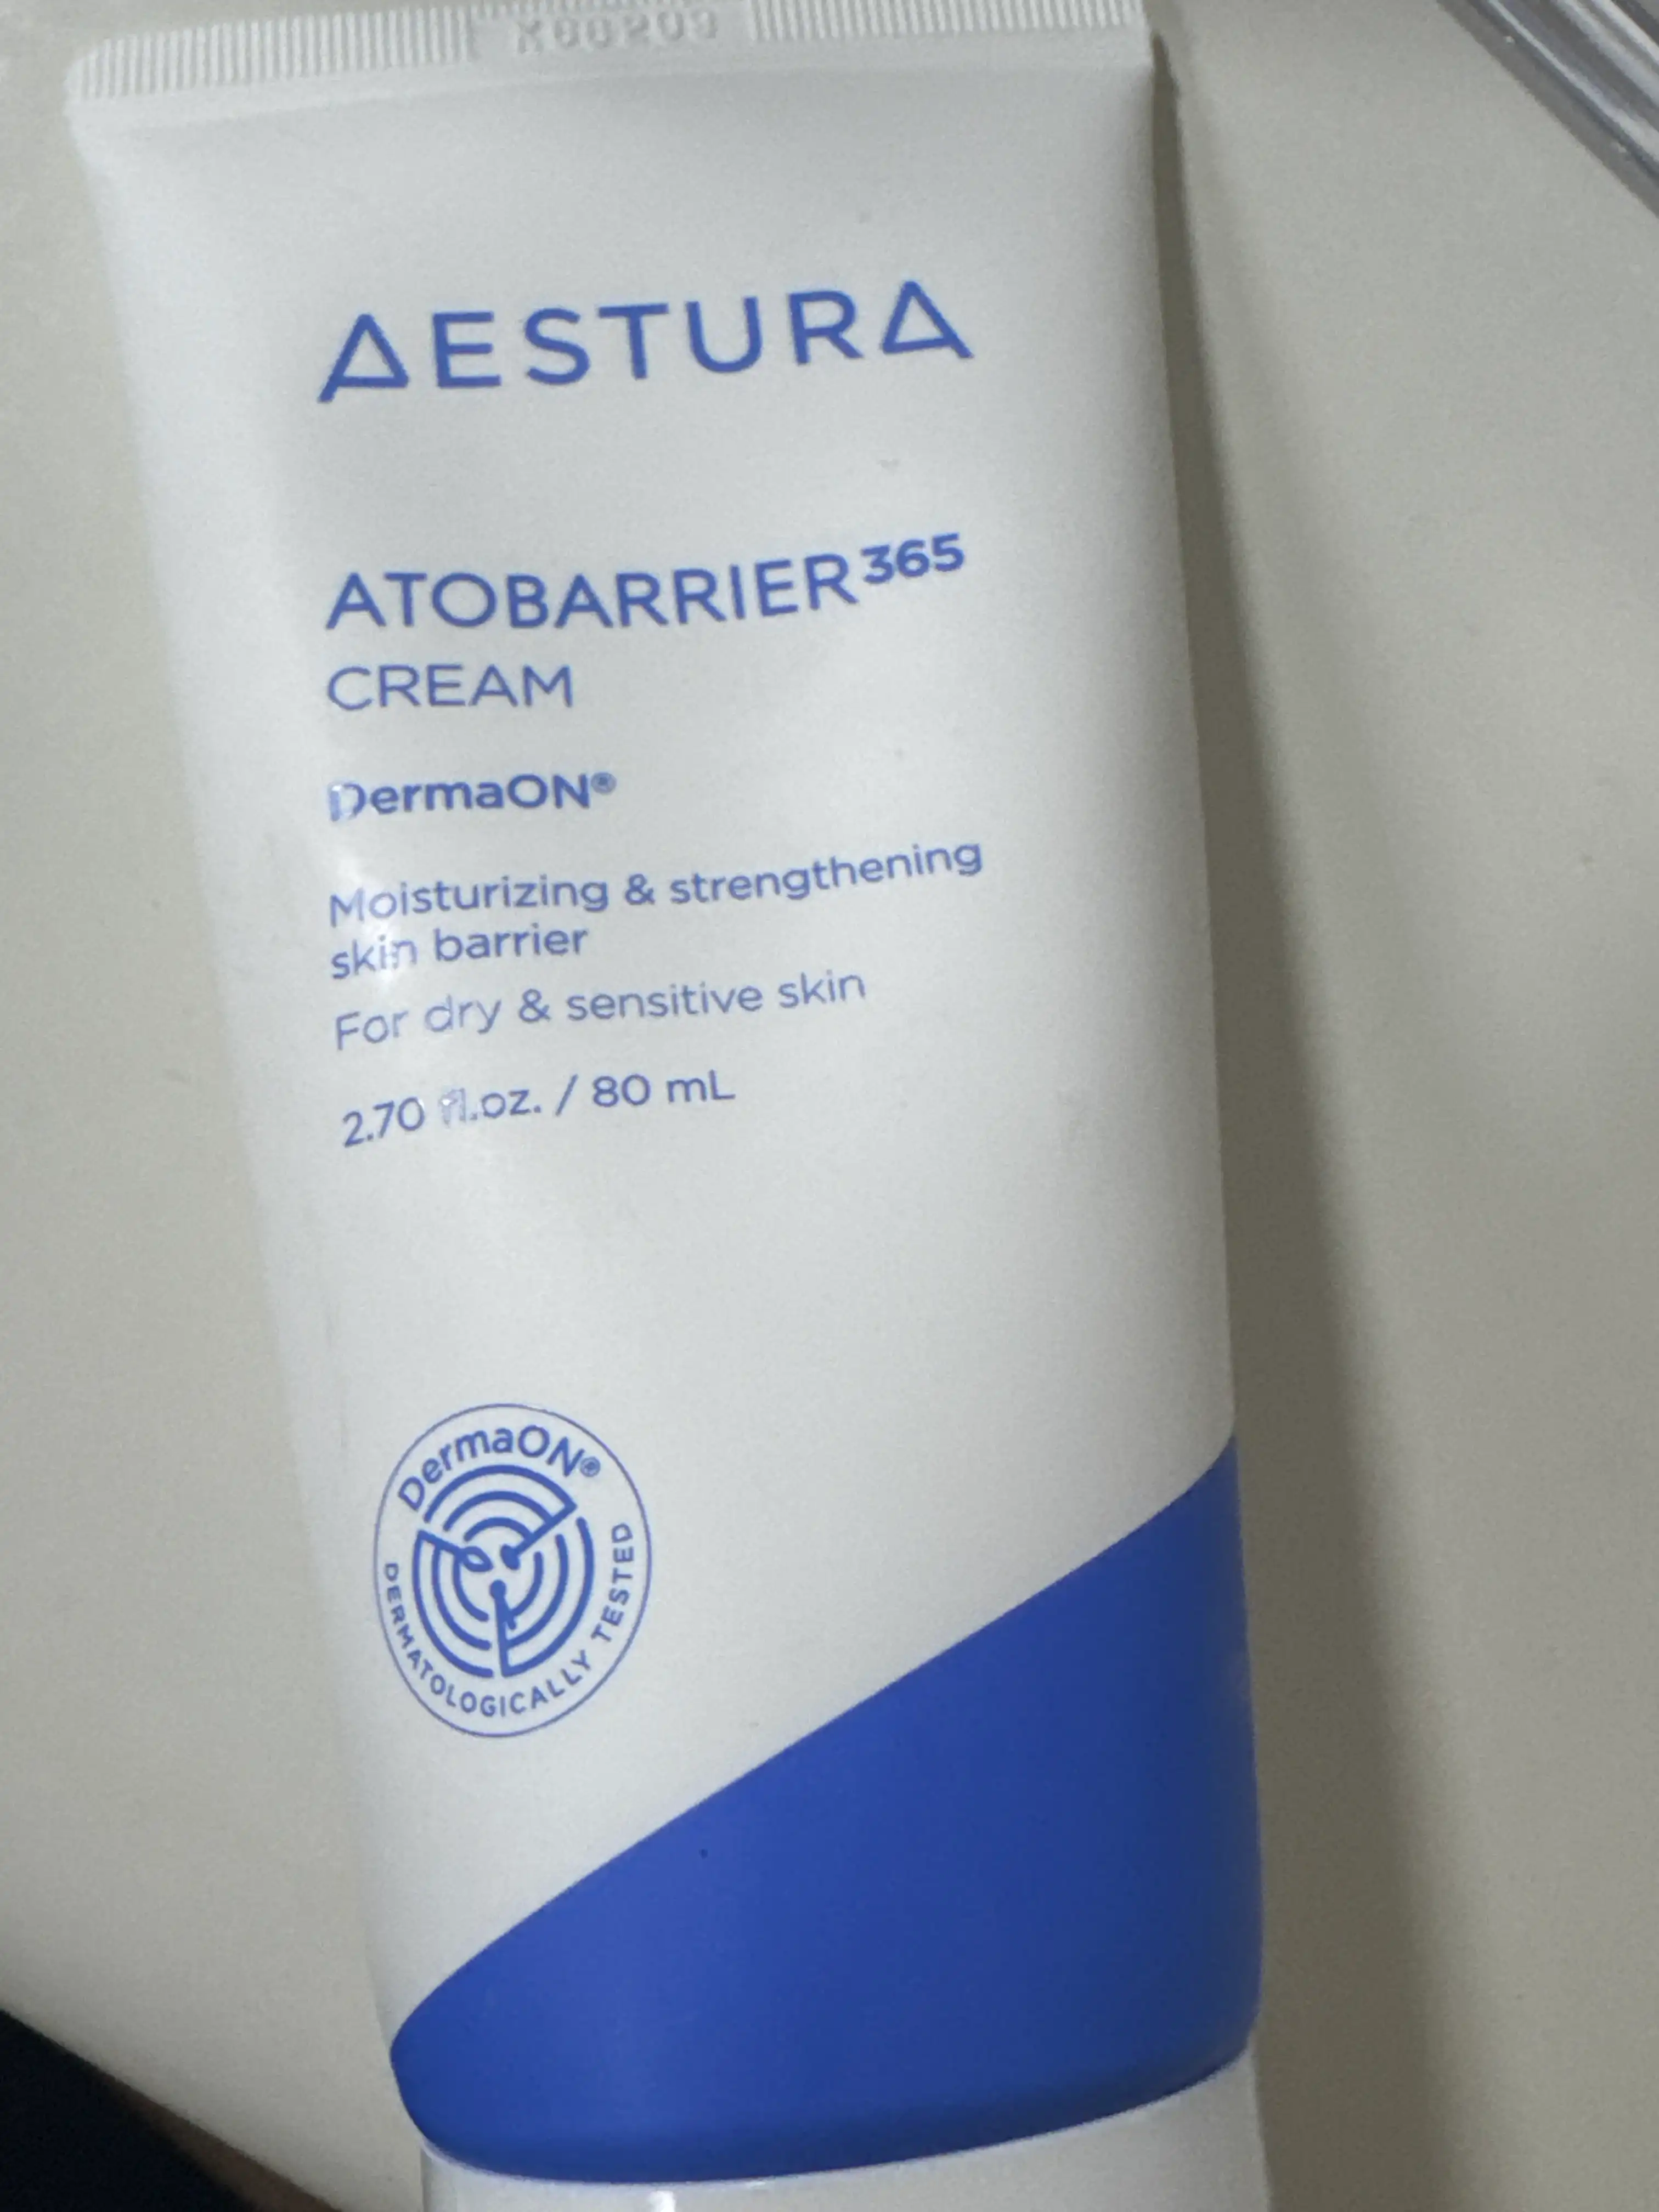 AESTURA
ATOBARRIER³⁶⁵
CREAM
DermaON®
Moisturizing & strengthening
skin barrier
For dry & sensitive skin
2.70 fl.oz. / 80 mL
DermaON®
DERMATOLOGICALLY TESTED